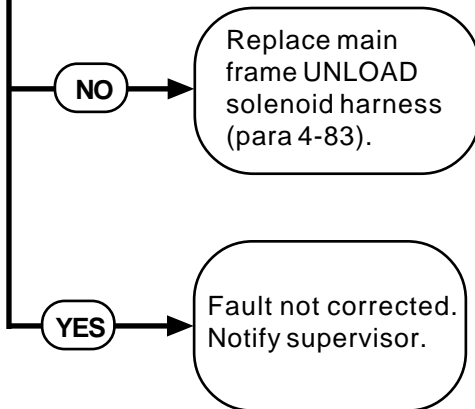 NO
Replace main
frame UNLOAD
solenoid harness
(para 4-83).
YES
Fault not corrected.
Notify supervisor.